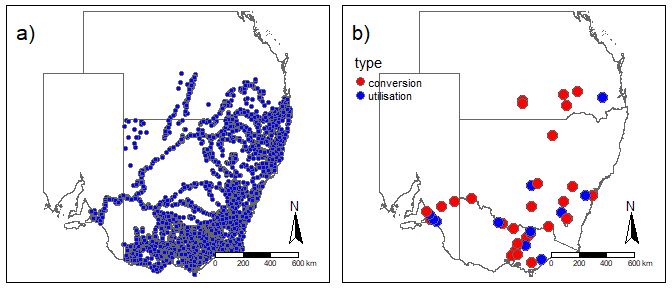 a)
N
0 200 400 600 km
b)
type
conversion
utilisation
N
0 200 400 600 km